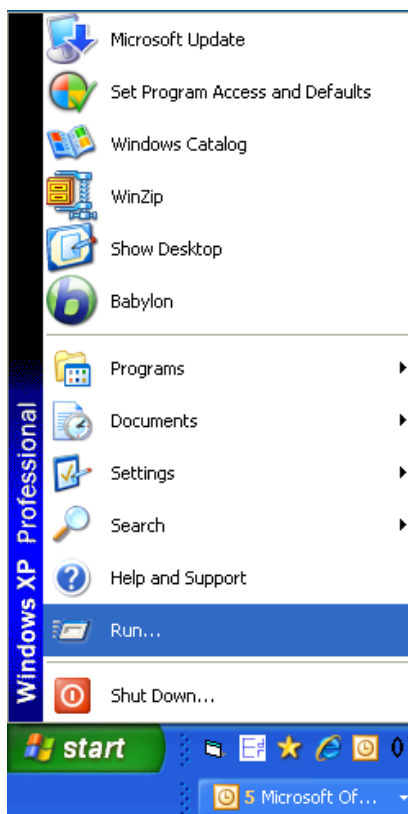 Microsoft Update
Set Program Access and Defaults
Windows Catalog
WinZip
Show Desktop
Babylon
Programs
Documents
Settings
Search
Help and Support
Run...
Shut Down...
Windows XP Professional
start
5 Microsoft Of...